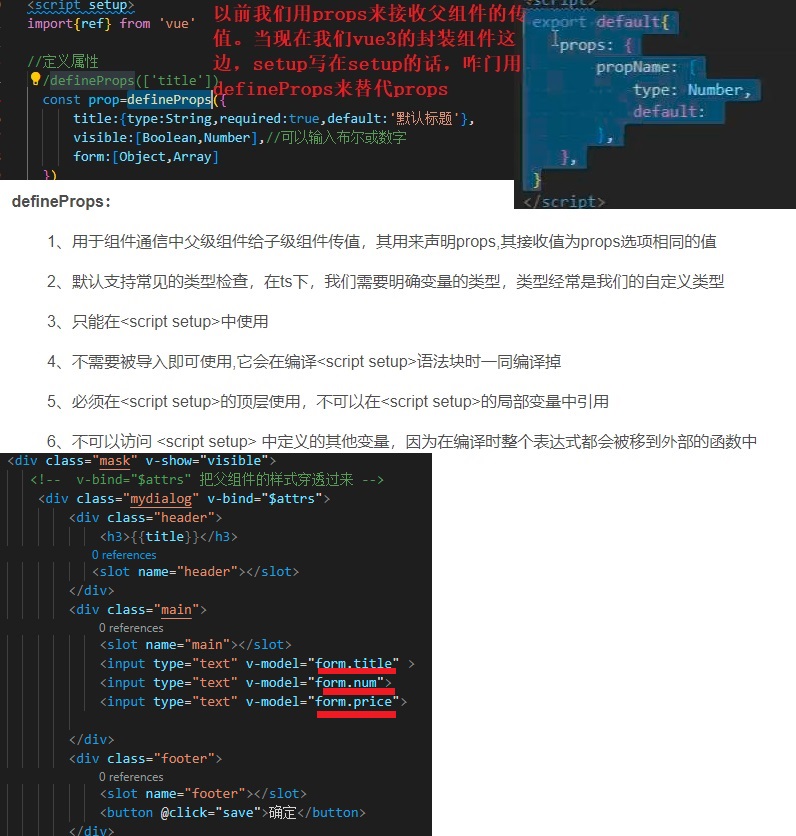 <script setup>
import{ref} from 'vue'
//定义属性
/defineProps(['title'])
const prop=defineProps({
title:{type:String,required:true,default:'默认标题'},
visible:[Boolean,Number],//可以输入布尔或数字
form:[Object,Array]
})
以前我们用props来接收父组件的传
值。当现在我们vue3的封装组件这
边，setup写在setup的话，咋门用
defineProps来替代props
<script>
export default{
props: {
propName: {
type: Number,
default:
},
},
}
</script>
defineProps：
1、用于组件通信中父级组件给子级组件传值，其用来声明props,其接收值为props选项相同的值
2、默认支持常见的类型检查，在ts下，我们需要明确变量的类型，类型经常是我们的自定义类型
3、只能在<script setup>中使用
4、不需要被导入即可使用,它会在编译<script setup>语法块时一同编译掉
5、必须在<script setup>的顶层使用，不可以在<script setup>的局部变量中引用
6、不可以访问 <script setup> 中定义的其他变量，因为在编译时整个表达式都会被移到外部的函数中
<div class="mask" v-show="visible">
<!-- v-bind="$attrs" 把父组件的样式穿透过来 -->
<div class="mydialog" v-bind="$attrs">
<div class="header">
<h3>{{title}}</h3>
0 references
<slot name="header"></slot>
</div>
<div class="main">
0 references
<slot name="main"></slot>
<input type="text" v-model="form.title" >
<input type="text" v-model="form.num">
<input type="text" v-model="form.price">
</div>
<div class="footer">
0 references
<slot name="footer"></slot>
<button @click="save">确定</button>
</div>